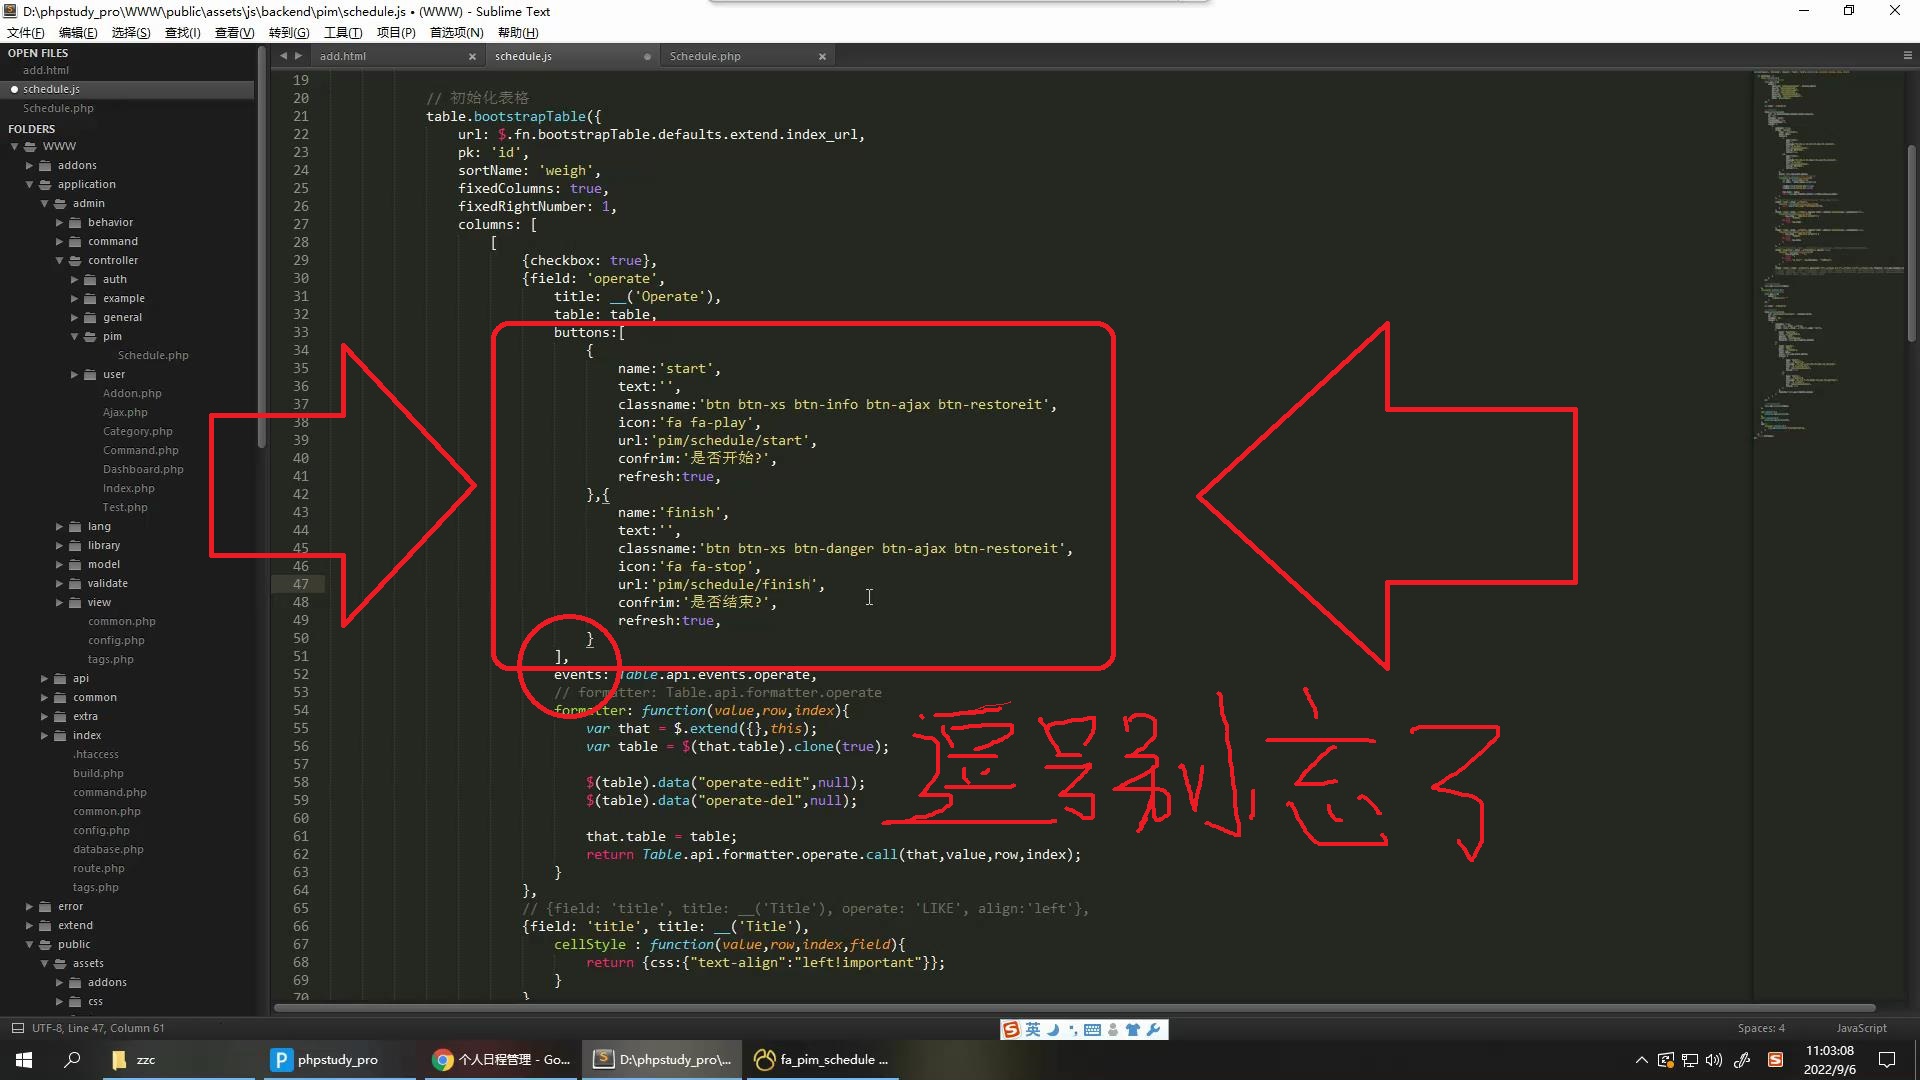 D:\phpstudy_pro\WWW\public\assets\js\backend\pim\schedule.js • (WWW) - Sublime Text
文件(F) 编辑(E) 选择(S) 查找(I) 查看(V) 转到(G) 工具(T) 项目(P) 首选项(N) 帮助(H)
OPEN FILES
add.html
schedule.js
Schedule.php
FOLDERS
WWW
addons
application
admin
behavior
command
controller
auth
example
general
pim
Schedule.php
user
Addon.php
Ajax.php
Category.php
Command.php
Dashboard.php
Index.php
Test.php
lang
library
model
validate
view
common.php
config.php
tags.php
api
common
extra
index
.htaccess
build.php
command.php
common.php
config.php
database.php
route.php
tags.php
error
extend
public
assets
addons
css
add.html
schedule.js
Schedule.php
19
20 // 初始化表格
21 table.bootstrapTable({
22 url: $.fn.bootstrapTable.defaults.extend.index_url,
23 pk: 'id',
24 sortName: 'weigh',
25 fixedColumns: true,
26 fixedRightNumber: 1,
27 columns: [
28 [
29 {checkbox: true},
30 {field: 'operate',
31 title: __('Operate'),
32 table: table,
33 buttons:[
34 {
35 name:'start',
36 text:'',
37 classname:'btn btn-xs btn-info btn-ajax btn-restoreit',
38 icon:'fa fa-play',
39 url:'pim/schedule/start',
40 confrim:'是否开始?',
41 refresh:true,
42 },{
43 name:'finish',
44 text:'',
45 classname:'btn btn-xs btn-danger btn-ajax btn-restoreit',
46 icon:'fa fa-stop',
47 url:'pim/schedule/finish',
48 confrim:'是否结束?',
49 refresh:true,
50 }
51 ],
52 events: Table.api.events.operate,
53 // formatter: Table.api.formatter.operate
54 formatter: function(value,row,index){
55 var that = $.extend({},this);
56 var table = $(that.table).clone(true);
57
58 $(table).data("operate-edit",null);
59 $(table).data("operate-del",null);
60
61 that.table = table;
62 return Table.api.formatter.operate.call(that,value,row,index);
63 }
64 },
65 // {field: 'title', title: __('Title'), operate: 'LIKE', align:'left'},
66 {field: 'title', title: __('Title'),
67 cellStyle : function(value,row,index,field){
68 return {css:{"text-align":"left!important"}};
69 }
70 }
逗号别忘了
UTF-8, Line 47, Column 61
英
Spaces: 4
JavaScript
zzc
phpstudy_pro
个人日程管理 - Go...
D:\phpstudy_pro\...
fa_pim_schedule ...
11:03:08
2022/9/6